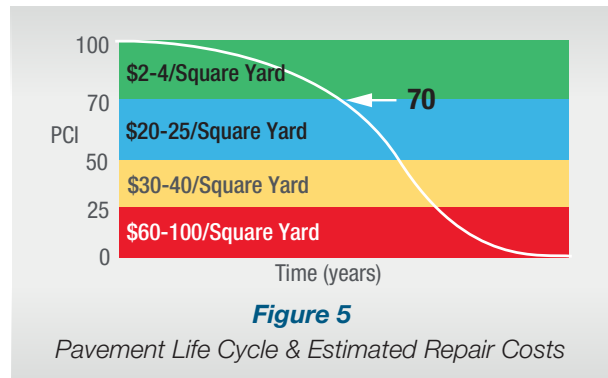 100
$2-4/Square Yard
70
70
PCI
$20-25/Square Yard
50
$30-40/Square Yard
25
$60-100/Square Yard
0
Time (years)
Figure 5
Pavement Life Cycle & Estimated Repair Costs